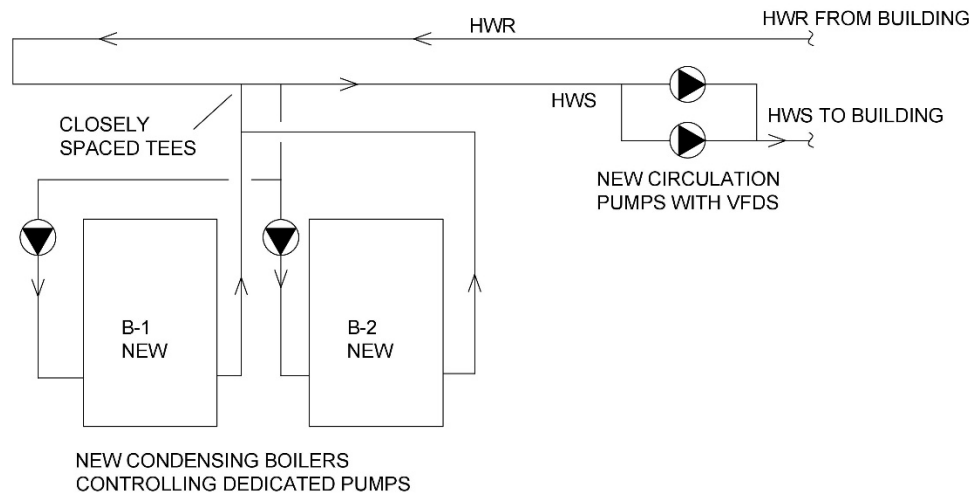 HWR
HWR FROM BUILDING
HWS
HWS TO BUILDING
CLOSELY
SPACED TEES
NEW CIRCULATION
PUMPS WITH VFDS
B-1
NEW
B-2
NEW
NEW CONDENSING BOILERS
CONTROLLING DEDICATED PUMPS